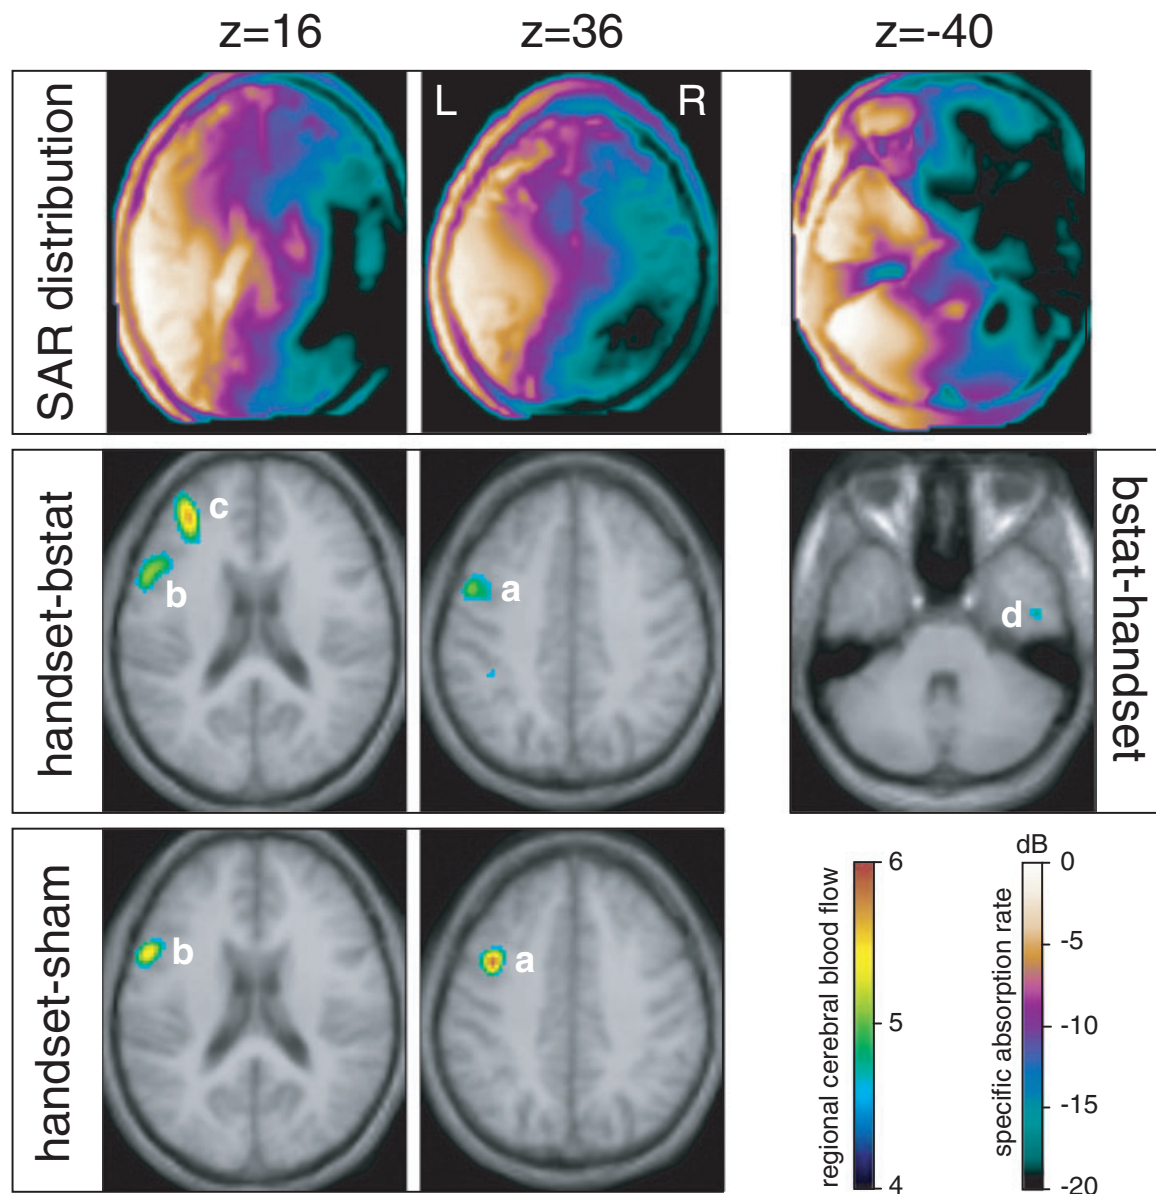 z=16
z=36
z=-40
SAR distribution
L
R
handset-bstat
c
b
a
d
bstat-handset
handset-sham
b
a
regional cerebral blood flow
6
5
4
dB
specific absorption rate
0
-5
-10
-15
-20